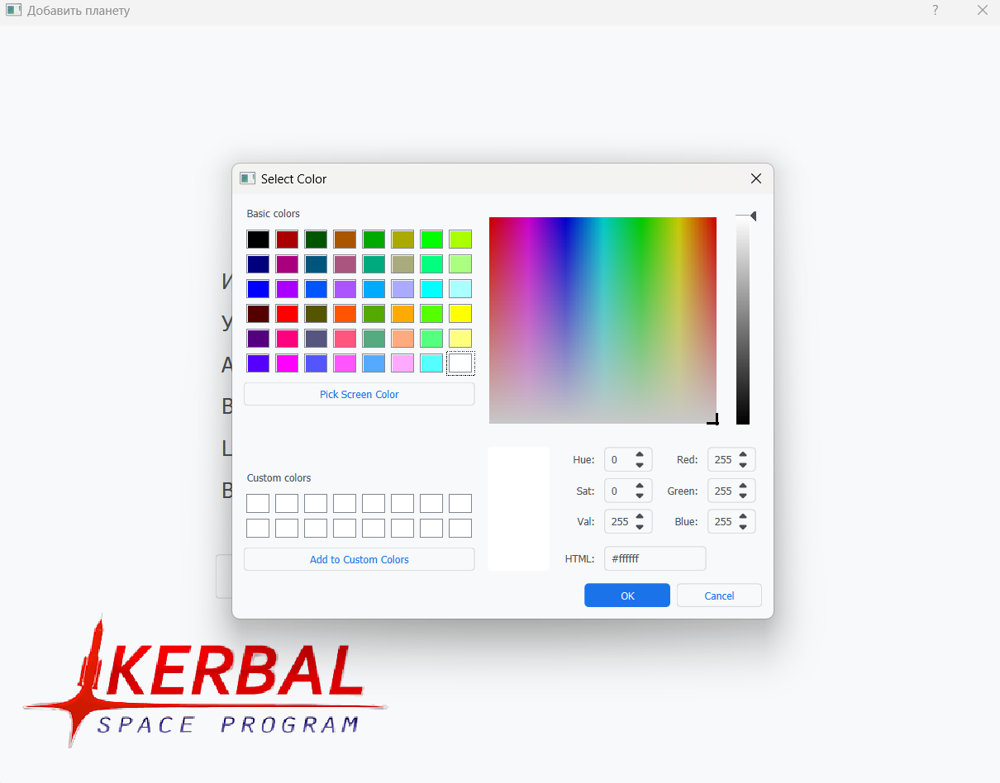 Добавить планету
?
Select Color
Basic colors
Pick Screen Color
Custom colors
Add to Custom Colors
Hue: 0
Red: 255
Sat: 0
Green: 255
Val: 255
Blue: 255
HTML: #ffffff
OK
Cancel
KERBAL
SPACE PROGRAM